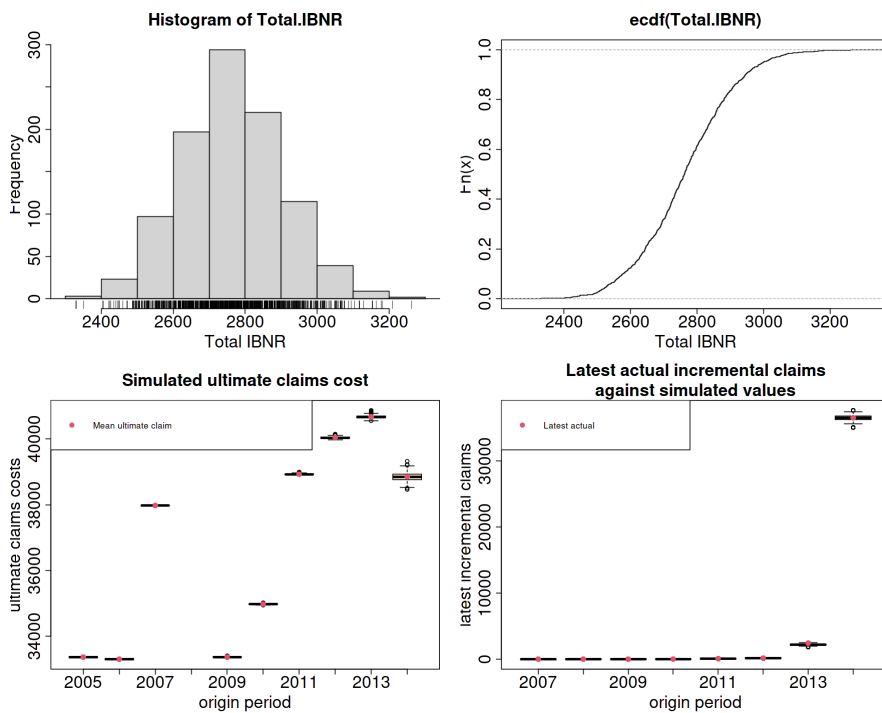 Histogram of Total.IBNR
Frequency
0
50
100
200
300
2400
2600
2800
3000
3200
Total IBNR
ecdf(Total.IBNR)
Fn(x)
0.0
0.2
0.4
0.6
0.8
1.0
2400
2600
2800
3000
3200
Total IBNR
Simulated ultimate claims cost
Mean ultimate claim
ultimate claims costs
34000
36000
38000
40000
2005
2007
2009
2011
2013
origin period
Latest actual incremental claims
against simulated values
Latest actual
latest incremental claims
0
10000
20000
30000
2007
2009
2011
2013
origin period